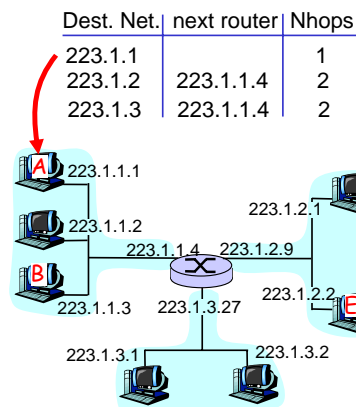 Dest. Net. next router Nhops
223.1.1 1
223.1.2 223.1.1.4 2
223.1.3 223.1.1.4 2
A
223.1.1.1
223.1.2.1
223.1.1.2
223.1.1.4 223.1.2.9
B
223.1.1.3
223.1.2.2
E
223.1.3.27
223.1.3.1
223.1.3.2